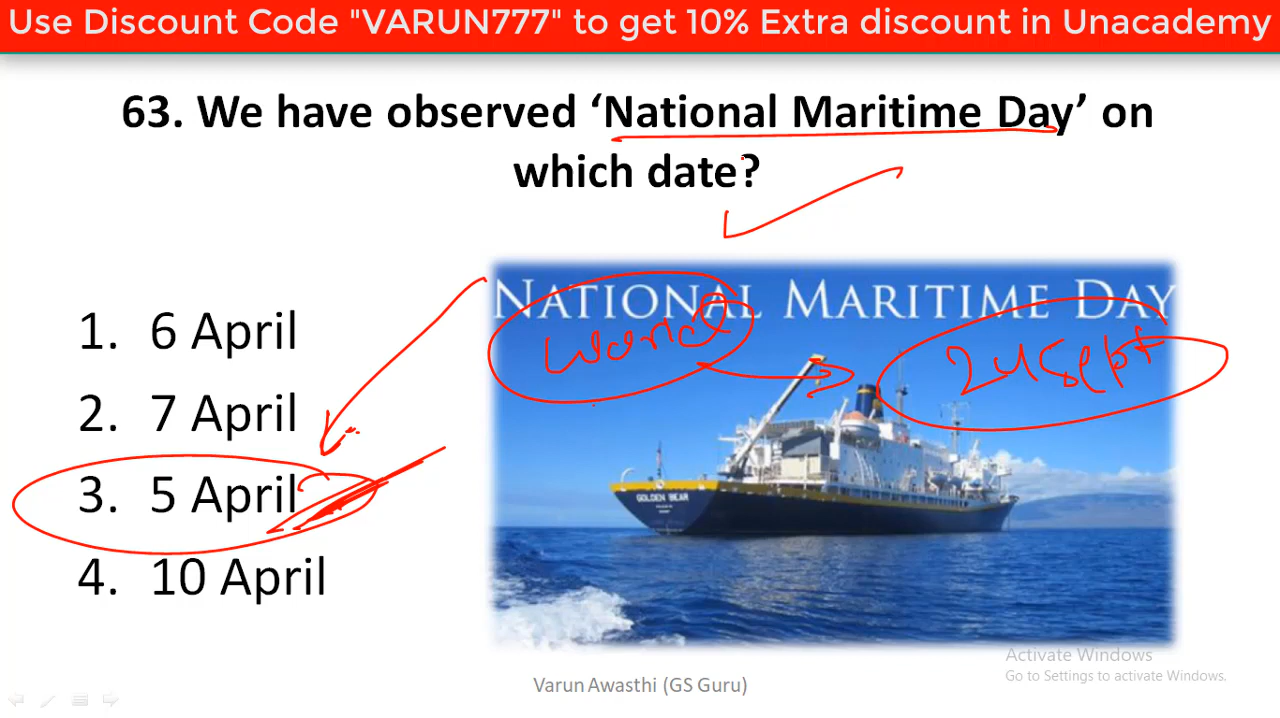 Use Discount Code "VARUN777" to get 10% Extra discount in Unacademy
63. We have observed ‘National Maritime Day’ on
which date?
1. 6 April
2. 7 April
3. 5 April
4. 10 April
NATIONAL MARITIME DAY
World
24 Sept
GOLDEN BEAR
Activate Windows
Go to Settings to activate Windows.
Varun Awasthi (GS Guru)